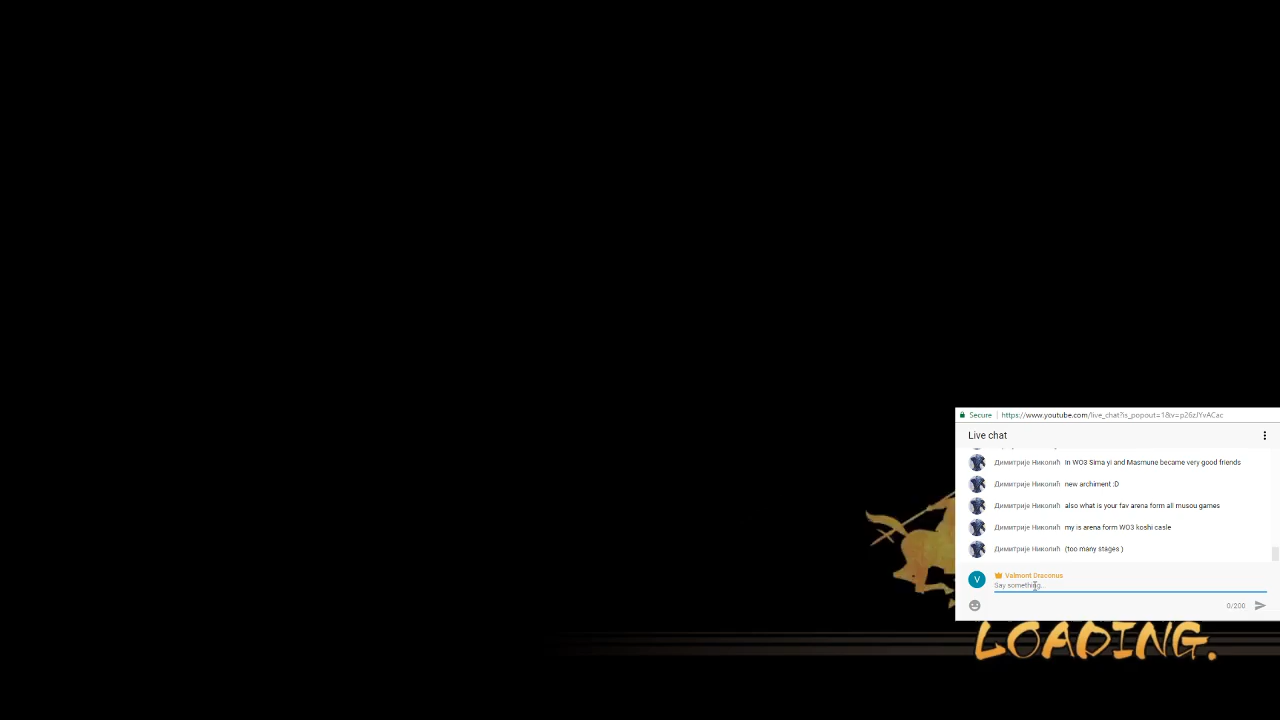 Secure https://www.youtube.com/live_chat?is_popout=1&v=p26zJYvACac
Live chat
Димитрије Николић In WO3 Sima yi and Masmune became very good friends
Димитрије Николић new archiment :D
Димитрије Николић also what is your fav arena form all musou games
Димитрије Николић my is arena form WO3 koshi casle
Димитрије Николић (too many stages )
V
Valmont Draconus
Say something...
0/200
LOADING.